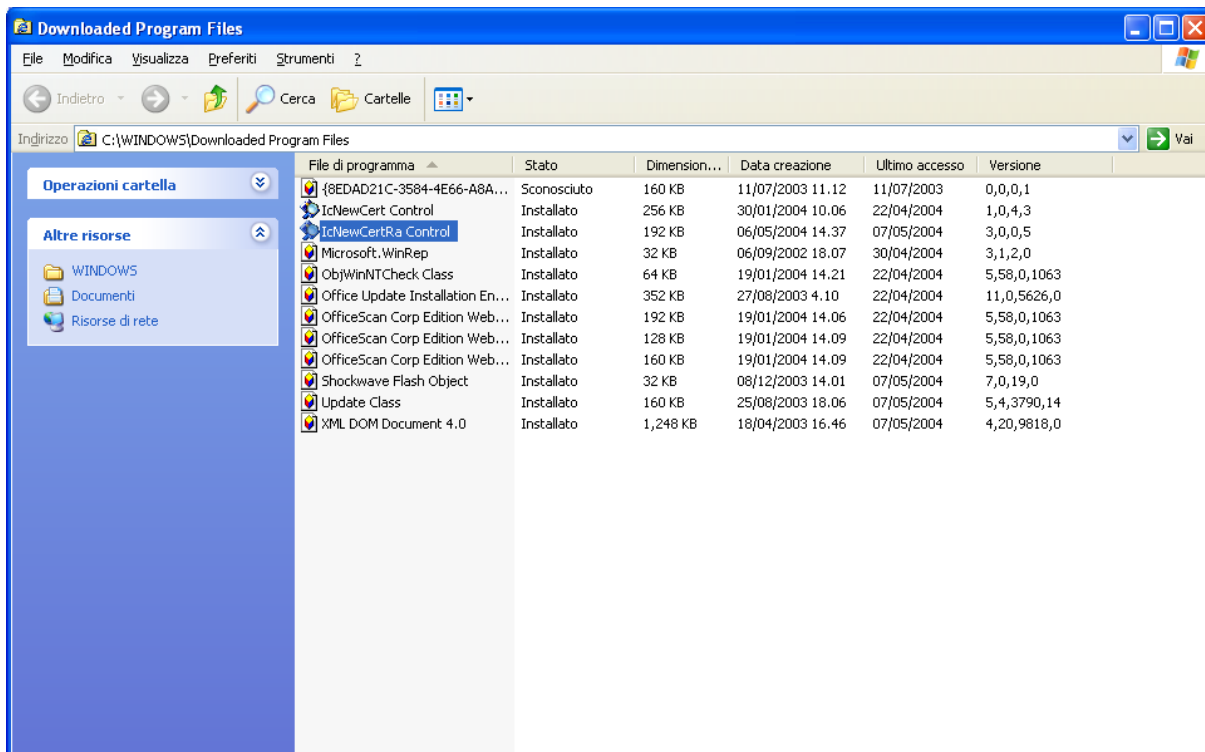 Downloaded Program Files
File Modifica Visualizza Preferiti Strumenti ?
Indietro Cerca Cartelle
Indirizzo C:\WINDOWS\Downloaded Program Files Vai
Operazioni cartella
Altre risorse
WINDOWS
Documenti
Risorse di rete
File di programma Stato Dimension... Data creazione Ultimo accesso Versione
{8EDAD21C-3584-4E66-A8A... Sconosciuto 160 KB 11/07/2003 11.12 11/07/2003 0,0,0,1
IcNewCert Control Installato 256 KB 30/01/2004 10.06 22/04/2004 1,0,4,3
IcNewCertRa Control Installato 192 KB 06/05/2004 14.37 07/05/2004 3,0,0,5
Microsoft.WinRep Installato 32 KB 06/09/2002 18.07 30/04/2004 3,1,2,0
ObjWinNTCheck Class Installato 64 KB 19/01/2004 14.21 22/04/2004 5,58,0,1063
Office Update Installation En... Installato 352 KB 27/08/2003 4.10 22/04/2004 11,0,5626,0
OfficeScan Corp Edition Web... Installato 192 KB 19/01/2004 14.06 22/04/2004 5,58,0,1063
OfficeScan Corp Edition Web... Installato 128 KB 19/01/2004 14.09 22/04/2004 5,58,0,1063
OfficeScan Corp Edition Web... Installato 160 KB 19/01/2004 14.09 22/04/2004 5,58,0,1063
Shockwave Flash Object Installato 32 KB 08/12/2003 14.01 07/05/2004 7,0,19,0
Update Class Installato 160 KB 25/08/2003 18.06 07/05/2004 5,4,3790,14
XML DOM Document 4.0 Installato 1,248 KB 18/04/2003 16.46 07/05/2004 4,20,9818,0